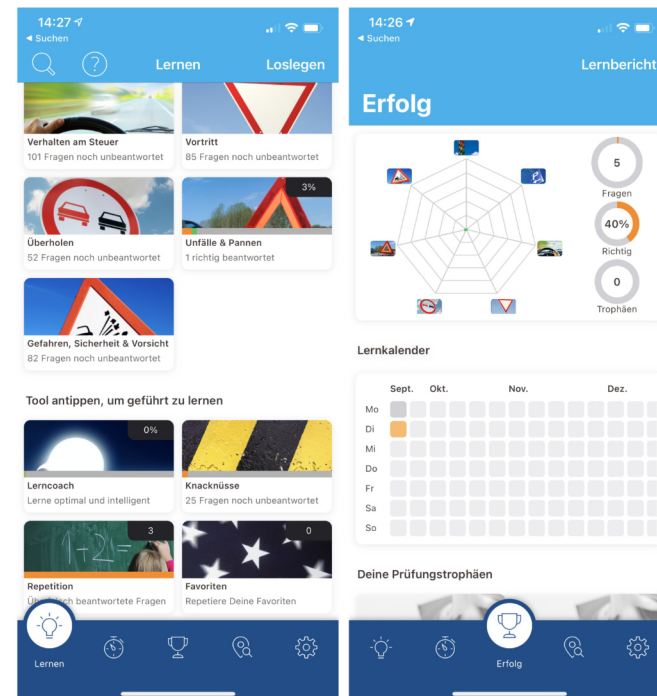 14:27
◀ Suchen
Lernen
Loslegen
Verhalten am Steuer
101 Fragen noch unbeantwortet
Vortritt
85 Fragen noch unbeantwortet
Überholen
52 Fragen noch unbeantwortet
3%
Unfälle & Pannen
1 richtig beantwortet
Gefahren, Sicherheit & Vorsicht
82 Fragen noch unbeantwortet
Tool antippen, um geführt zu lernen
0%
Lerncoach
Lerne optimal und intelligent
Knacknüsse
25 Fragen noch unbeantwortet
1+2=
3
Repetition
beantwortete Fragen
0
Favoriten
Repetiere Deine Favoriten
Lernen
14:26
◀ Suchen
Lernbericht
Erfolg
5
Fragen
40%
Richtig
0
Trophäen
Lernkalender
Sept. Okt. Nov. Dez.
Mo
Di
Mi
Do
Fr
Sa
So
Deine Prüfungstrophäen
Erfolg